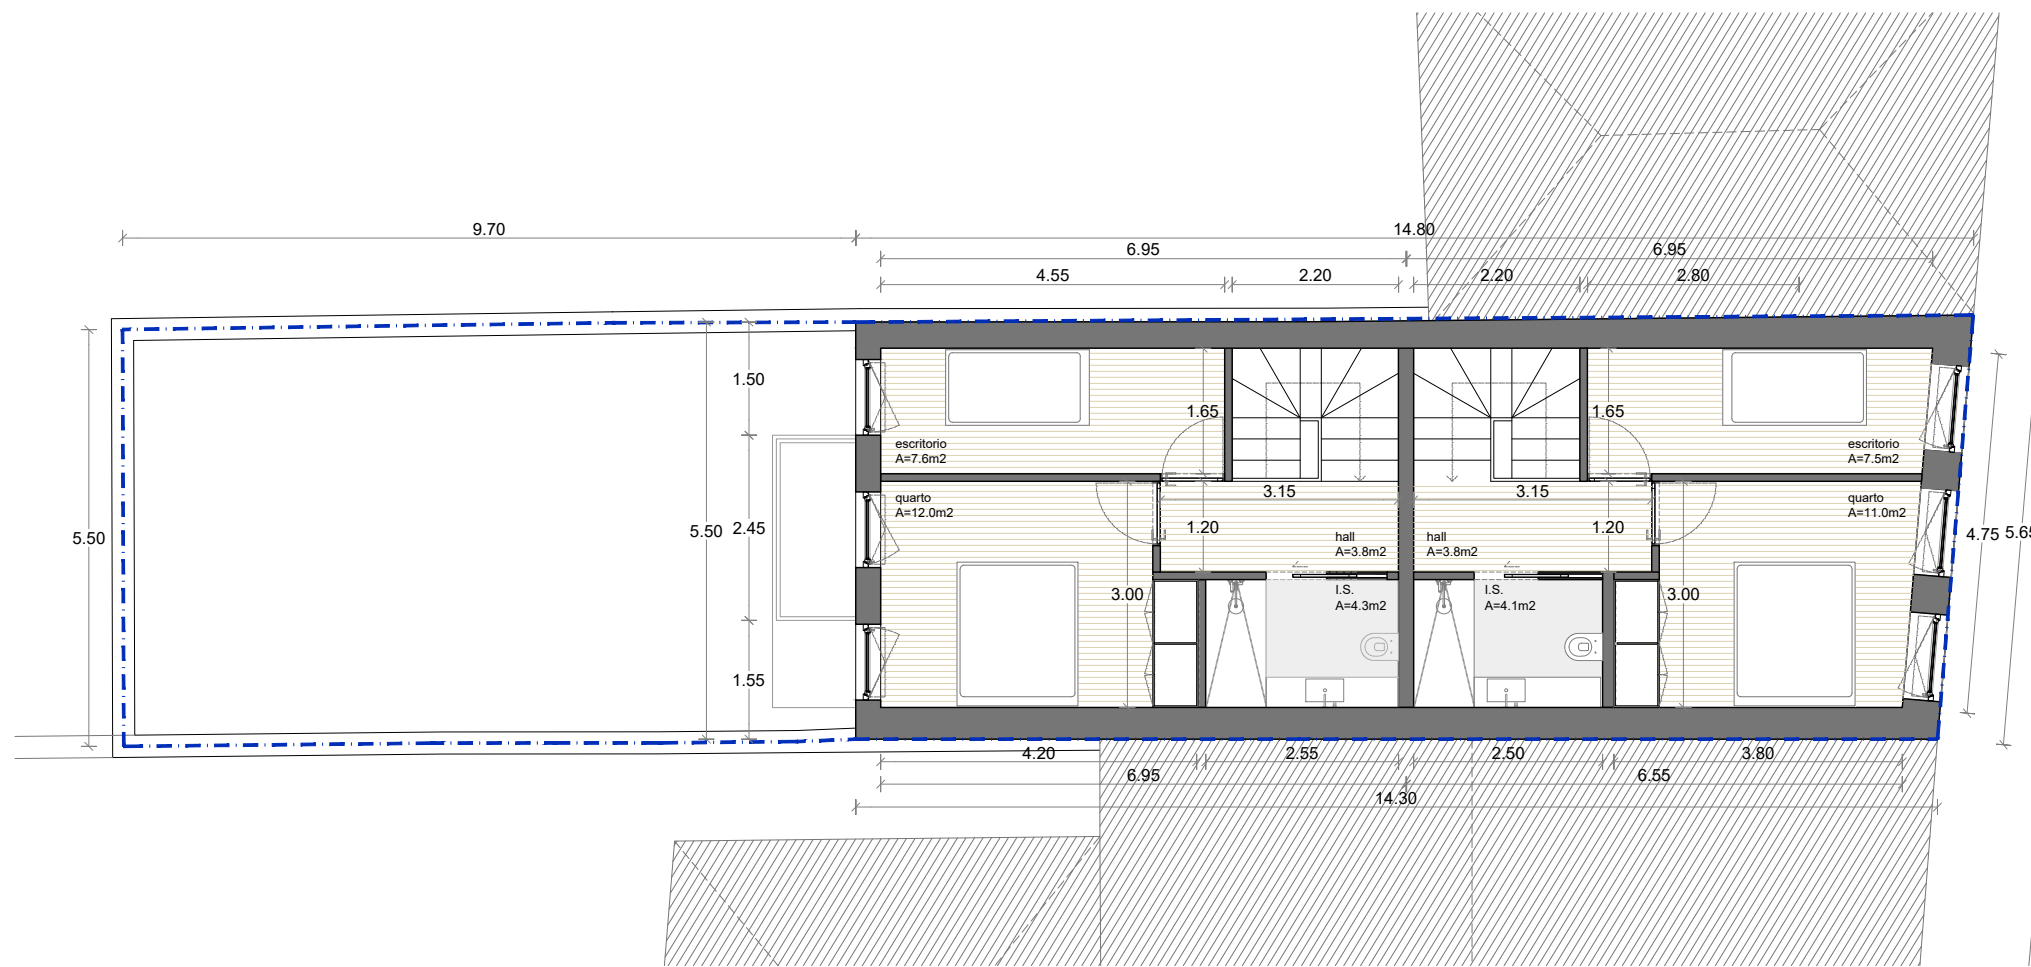 9.70
14.80
6.95
6.95
4.55
2.20
2.20
2.80
1.50
1.65
1.65
escritorio
A=7.6m2
escritorio
A=7.5m2
quarto
A=12.0m2
3.15
3.15
quarto
A=11.0m2
5.50
5.50
2.45
1.20
1.20
4.75
5.65
hall
A=3.8m2
hall
A=3.8m2
3.00
I.S.
A=4.3m2
I.S.
A=4.1m2
3.00
1.55
4.20
2.55
2.50
3.80
6.95
6.55
14.30